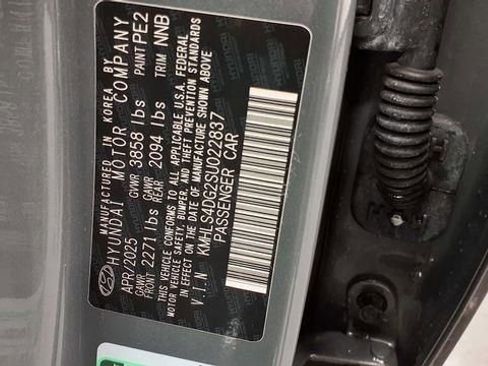 MANUFACTURED IN KOREA BY
HYUNDAI MOTOR COMPANY
APR/2025 GVWR 3858 lbs PAINT PE2
GAWR FRONT 2271 lbs GAWR REAR 2094 lbs TRIM NNB
THIS VEHICLE CONFORMS TO ALL APPLICABLE U.S.A. FEDERAL
MOTOR VEHICLE SAFETY, BUMPER, AND THEFT PREVENTION STANDARDS
IN EFFECT ON THE DATE OF MANUFACTURE SHOWN ABOVE
V I N KMHLS4DG2SU022837
PASSENGER CAR